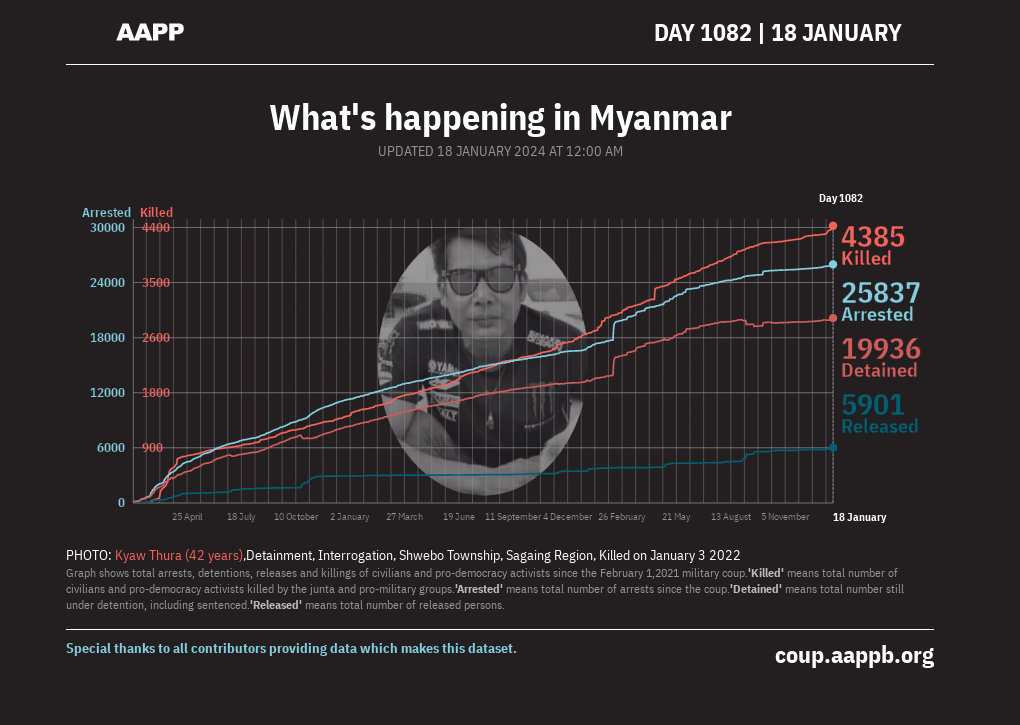 AAPP
DAY 1082 | 18 JANUARY
What's happening in Myanmar
UPDATED 18 JANUARY 2024 AT 12:00 AM
Day 1082
Arrested Killed
30000 4400
24000 3500
18000 2600
12000 1800
6000 900
0
4385
Killed
25837
Arrested
19936
Detained
5901
Released
25 April 18 July 10 October 2 January 27 March 19 June 11 September 4 December 26 February 21 May 13 August 5 November 18 January
PHOTO: Kyaw Thura (42 years),Detainment, Interrogation, Shwebo Township, Sagaing Region, Killed on January 3 2022
Graph shows total arrests, detentions, releases and killings of civilians and pro-democracy activists since the February 1,2021 military coup.'Killed' means total number of
civilians and pro-democracy activists killed by the junta and pro-military groups.'Arrested' means total number of arrests since the coup.'Detained' means total number still
under detention, including sentenced.'Released' means total number of released persons.
Special thanks to all contributors providing data which makes this dataset.
coup.aappb.org